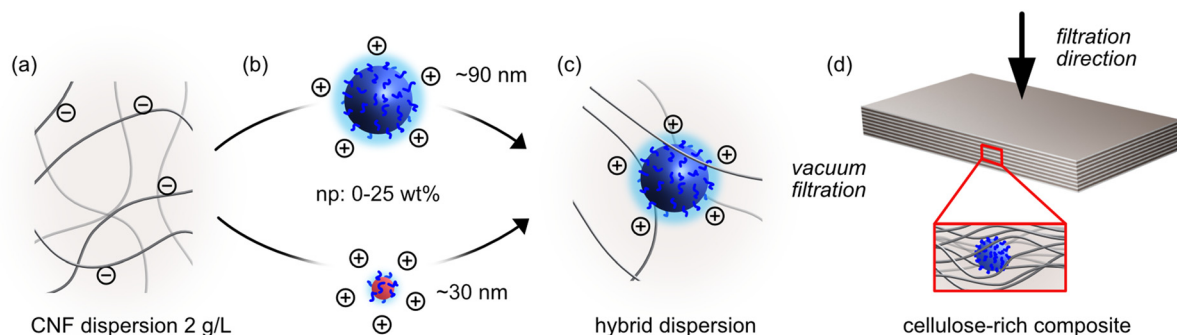 (a)
⊖
⊖
⊖
⊖
CNF dispersion 2 g/L
(b)
⊕
⊕
⊕
⊕
⊕
~90 nm
np: 0-25 wt%
⊕
⊕
⊕
⊕
⊕
~30 nm
(c)
⊕
⊕
⊕
⊕
⊕
hybrid dispersion
(d)
filtration
direction
vacuum
filtration
cellulose-rich composite